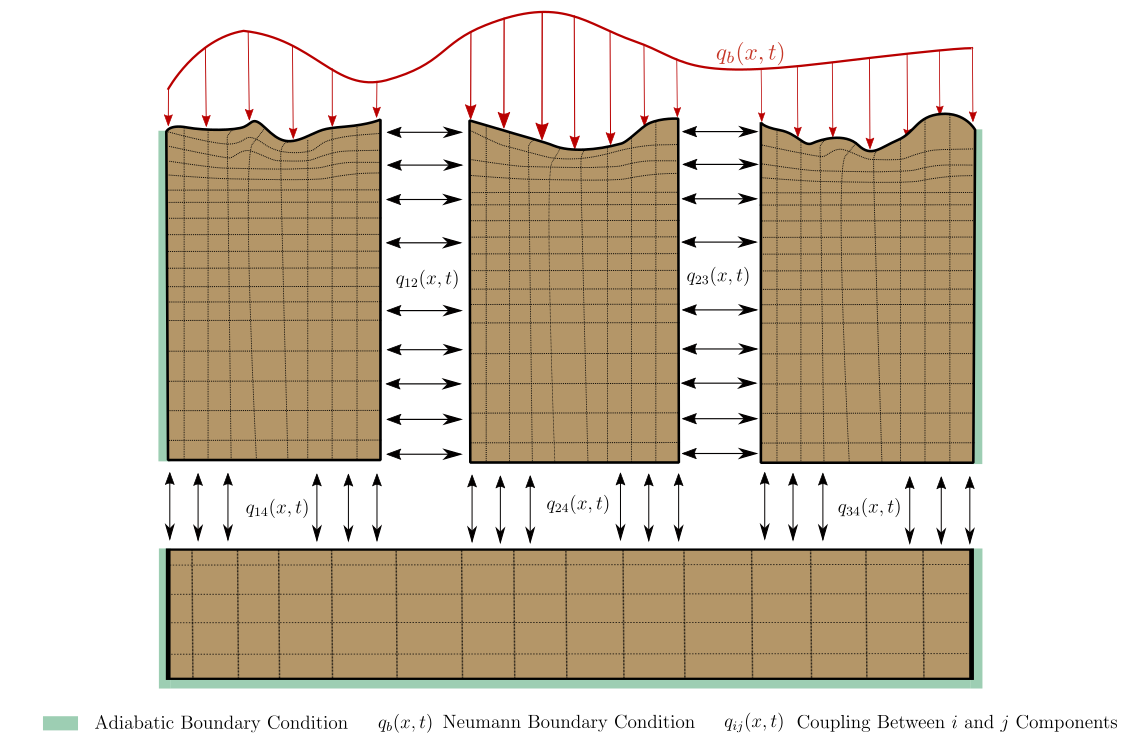 q_b(x, t)
q_{12}(x, t)
q_{23}(x, t)
q_{14}(x, t)
q_{24}(x, t)
q_{34}(x, t)
Adiabatic Boundary Condition q_b(x, t) Neumann Boundary Condition q_{ij}(x, t) Coupling Between i and j Components